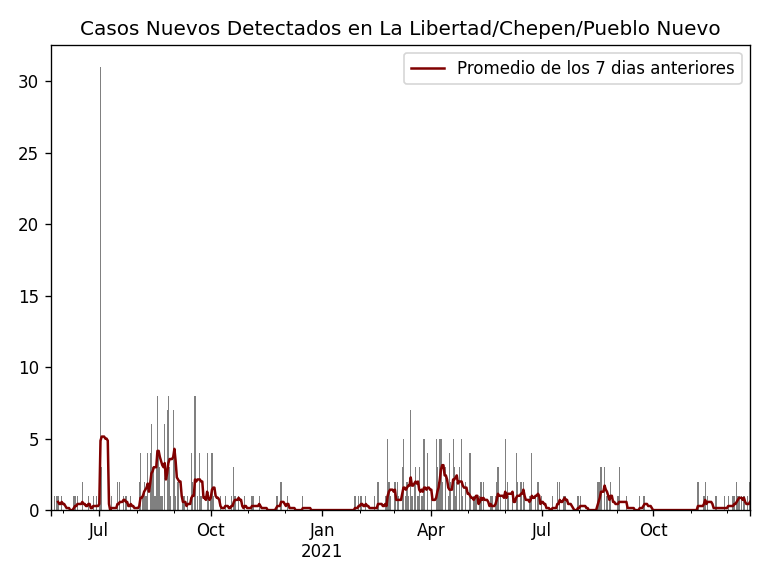 Casos Nuevos Detectados en La Libertad/Chepen/Pueblo Nuevo
Promedio de los 7 dias anteriores
30
25
20
15
10
5
0
Jul Oct Jan Apr Jul Oct
2021